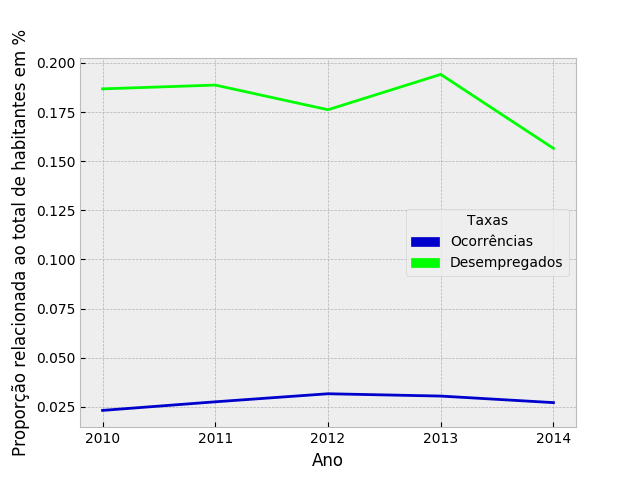 Proporção relacionada ao total de habitantes em %
0.200
0.175
0.150
0.125
0.100
0.075
0.050
0.025
Taxas
Ocorrências
Desempregados
2010 2011 2012 2013 2014
Ano